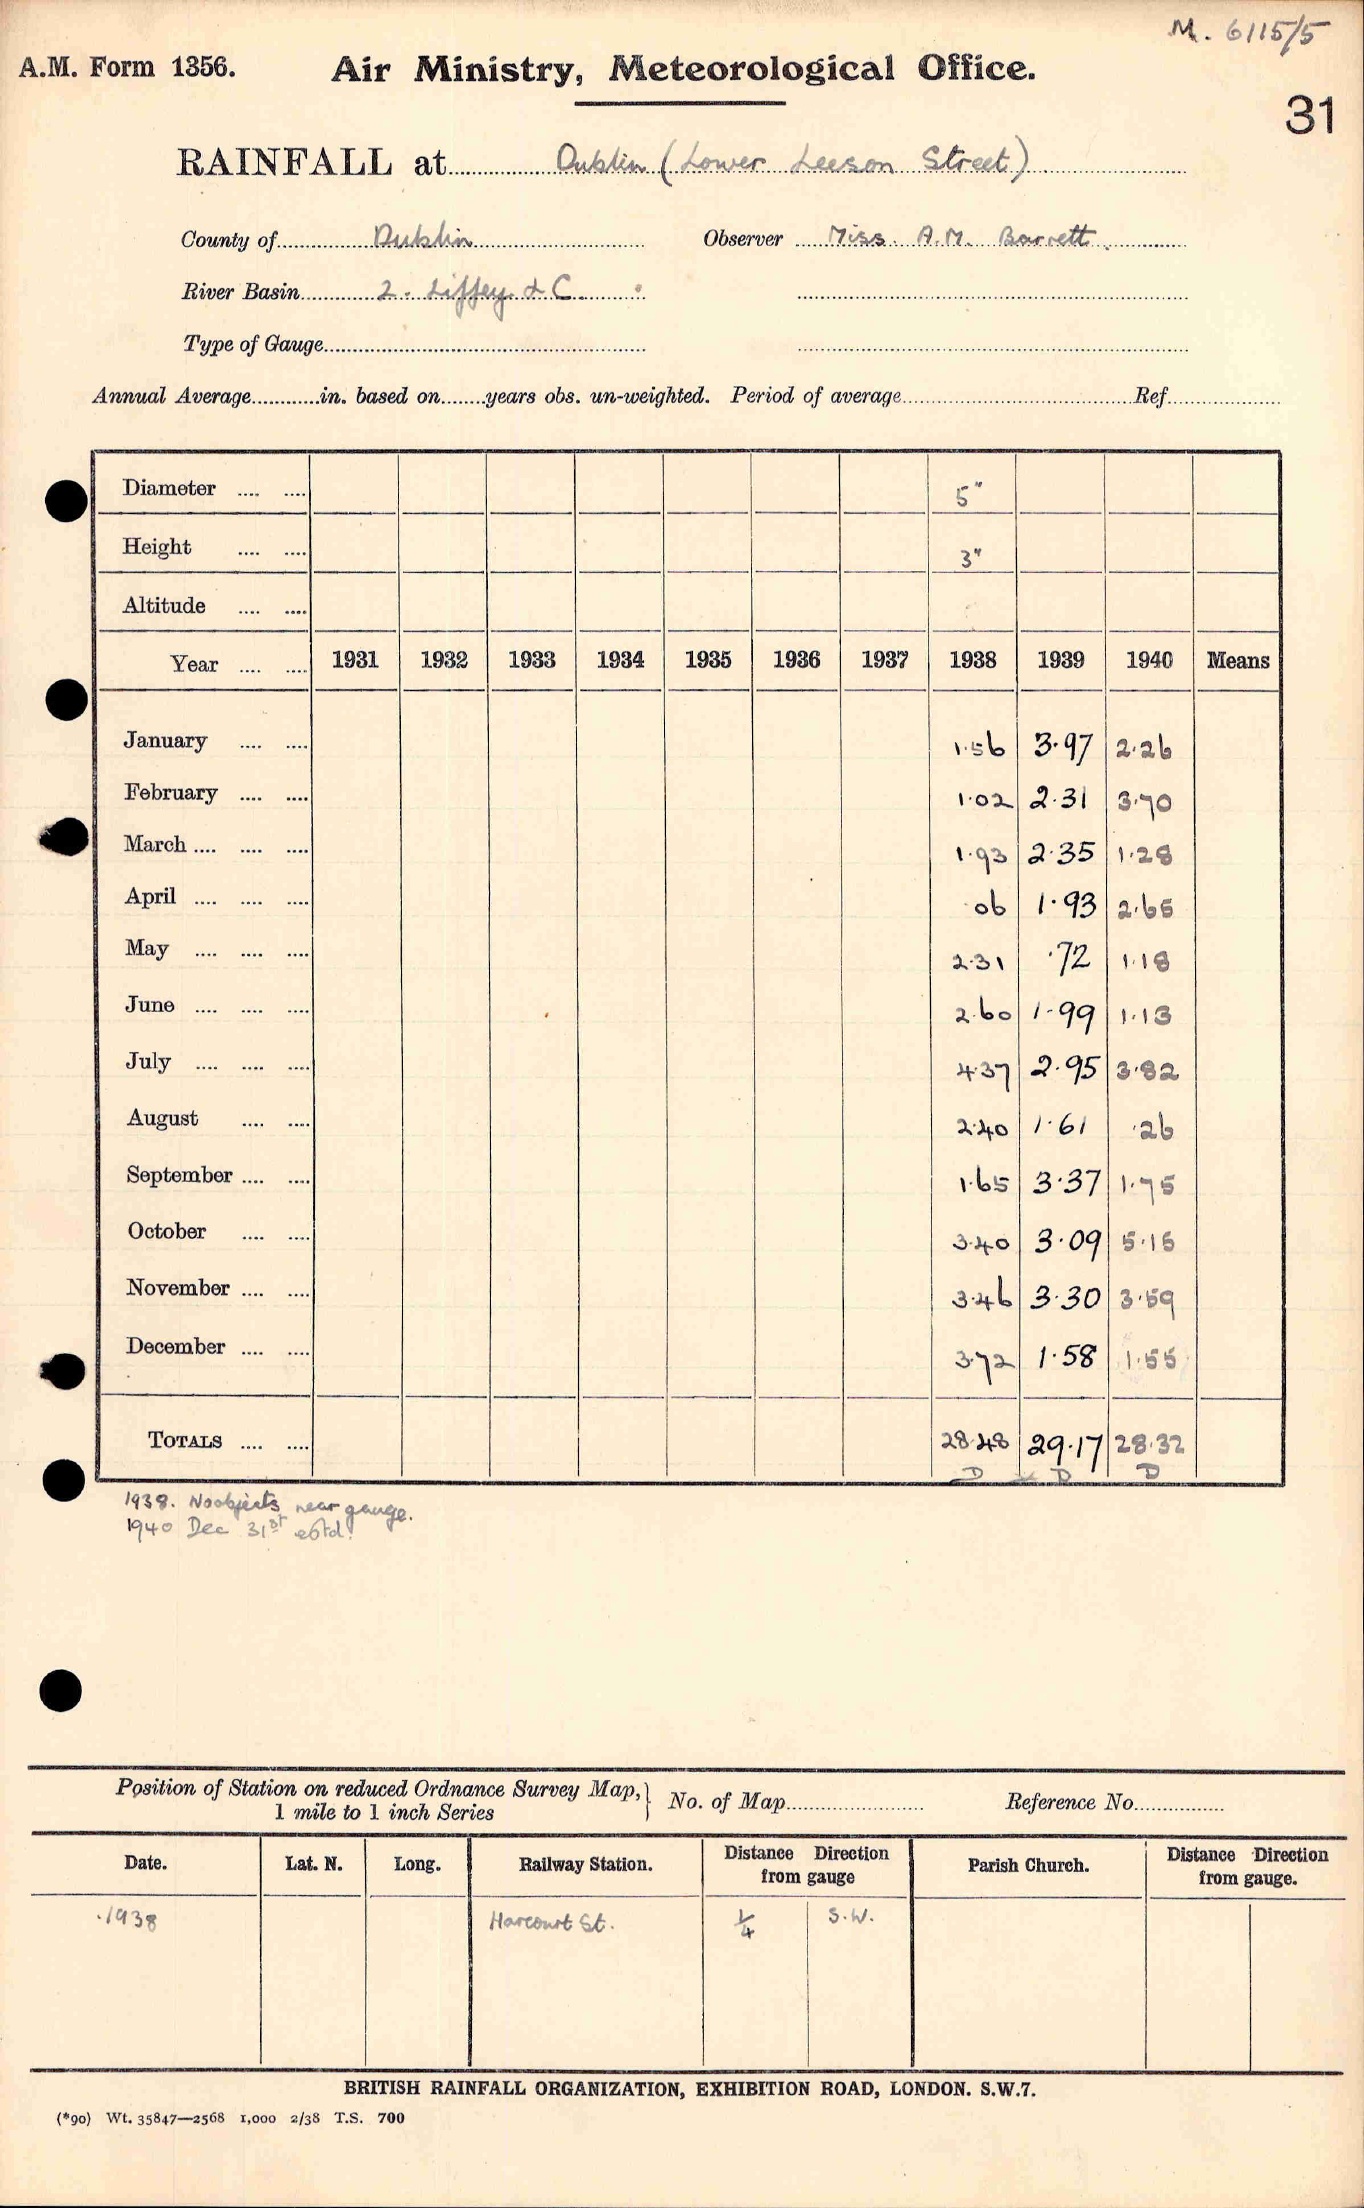 M. 6115/5
A.M. Form 1356. Air Ministry, Meteorological Office.
31
RAINFALL at Dublin (Lower Leeson Street)
County of Dublin Observer Miss. A.M. Barrett.
River Basin 2. Liffey. & C.
Type of Gauge
Annual Average in. based on years obs. un-weighted. Period of average Ref
Diameter 5"
Height 3"
Altitude
Year 1931 1932 1933 1934 1935 1936 1937 1938 1939 1940 Means
January 1.56 3.97 2.26
February 1.02 2.31 3.70
March 1.93 2.35 1.28
April .06 1.93 2.65
May 2.31 .72 1.18
June 2.60 1.99 1.13
July 4.37 2.95 3.82
August 2.40 1.61 .26
September 1.65 3.37 1.75
October 3.40 3.09 5.15
November 3.46 3.30 3.59
December 3.72 1.58 1.55
TOTALS 28.48 29.17 28.32
D D D
1938. No objects near gauge.
1940 Dec 31st estd.
Position of Station on reduced Ordnance Survey Map, } No. of Map Reference No.
1 mile to 1 inch Series
Date. Lat. N. Long. Railway Station. Distance Direction from gauge Parish Church. Distance Direction from gauge.
1938 Harcourt St. 1/4 S.W.
BRITISH RAINFALL ORGANIZATION, EXHIBITION ROAD, LONDON. S.W.7.
(*90) Wt. 35847—2568 1,000 2/38 T.S. 700